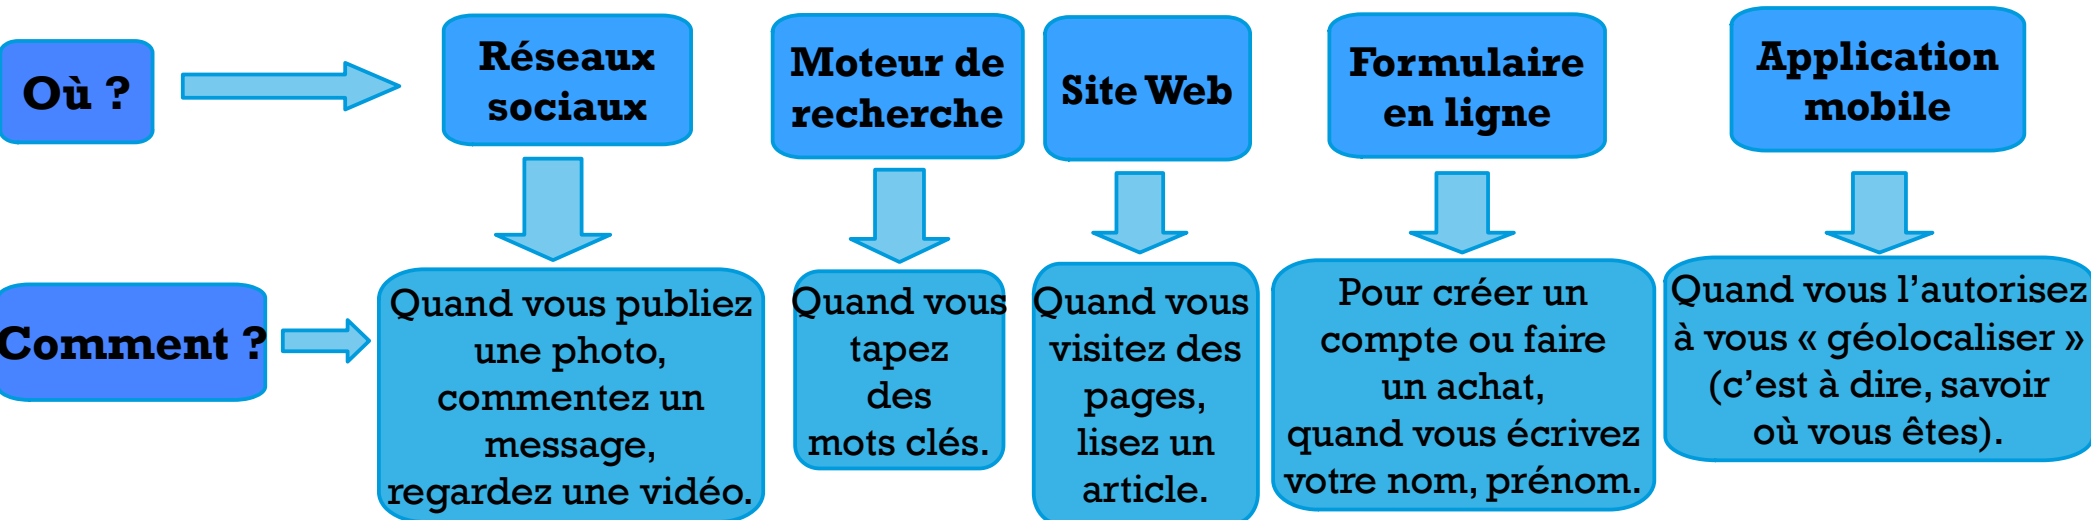 Où ?
Réseaux
sociaux
Moteur de
recherche
Site Web
Formulaire
en ligne
Application
mobile
Comment ?
Quand vous publiez
une photo,
commentez un
message,
regardez une vidéo.
Quand vous
tapez
des
mots clés.
Quand vous
visitez des
pages,
lisez un
article.
Pour créer un
compte ou faire
un achat,
quand vous écrivez
votre nom, prénom.
Quand vous l’autorisez
à vous « géolocaliser »
(c’est à dire, savoir
où vous êtes).